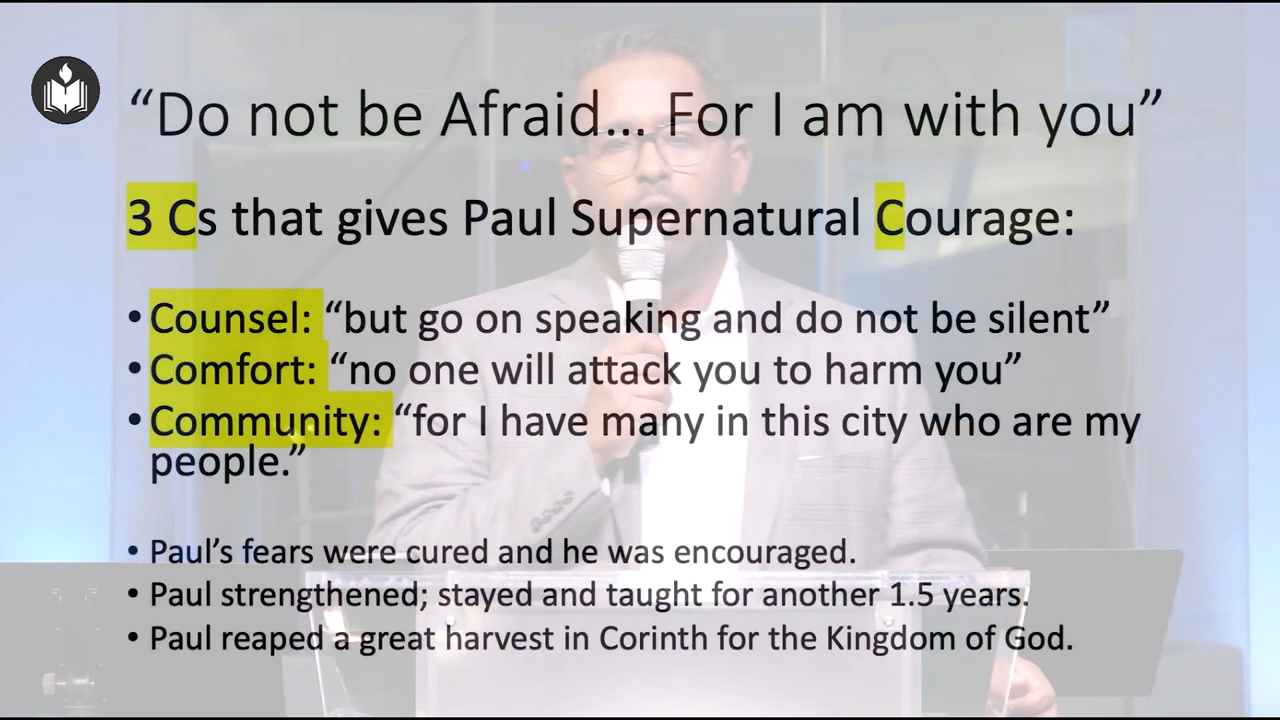 “Do not be Afraid... For I am with you”
3 Cs that gives Paul Supernatural Courage:
• Counsel: “but go on speaking and do not be silent”
• Comfort: “no one will attack you to harm you”
• Community: “for I have many in this city who are my
people.”
• Paul’s fears were cured and he was encouraged.
• Paul strengthened; stayed and taught for another 1.5 years.
• Paul reaped a great harvest in Corinth for the Kingdom of God.